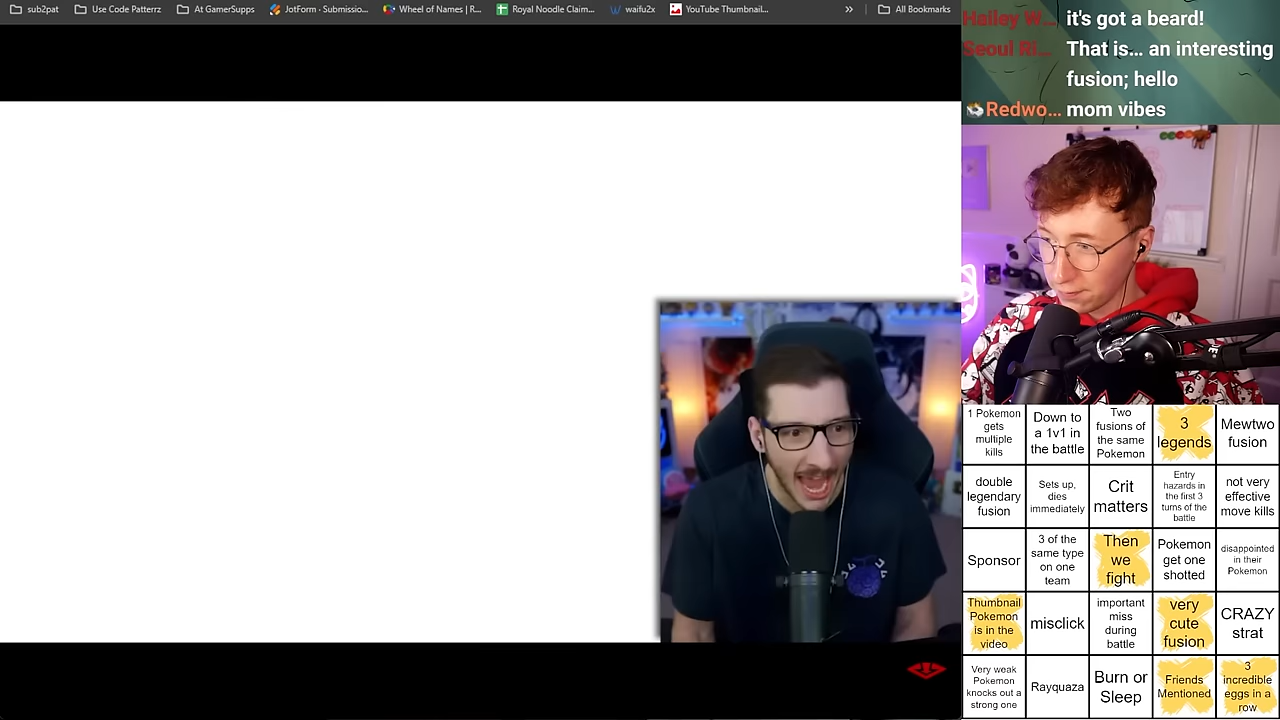 sub2pat
Use Code Patterrz
At GamerSupps
JotForm - Submissio...
Wheel of Names | R...
Royal Noodle Claim...
waifu2x
YouTube Thumbnail...
»
All Bookmarks
Hailey W... it's got a beard!
Seoul Ri... That is... an interesting
fusion; hello
Redwo... mom vibes
1 Pokemon
gets
multiple
kills
Down to
a 1v1 in
the battle
Two
fusions of
the same
Pokemon
3
legends
Mewtwo
fusion
double
legendary
fusion
Sets up,
dies
immediately
Crit
matters
Entry
hazards in
the first 3
turns of the
battle
not very
effective
move kills
Sponsor
3 of the
same type
on one
team
Then
we
fight
Pokemon
get one
shotted
disappointed
in their
Pokemon
Thumbnail
Pokemon
is in the
video
misclick
important
miss
during
battle
very
cute
fusion
CRAZY
strat
Very weak
Pokemon
knocks out a
strong one
Rayquaza
Burn or
Sleep
Friends
Mentioned
3
incredible
eggs in a
row